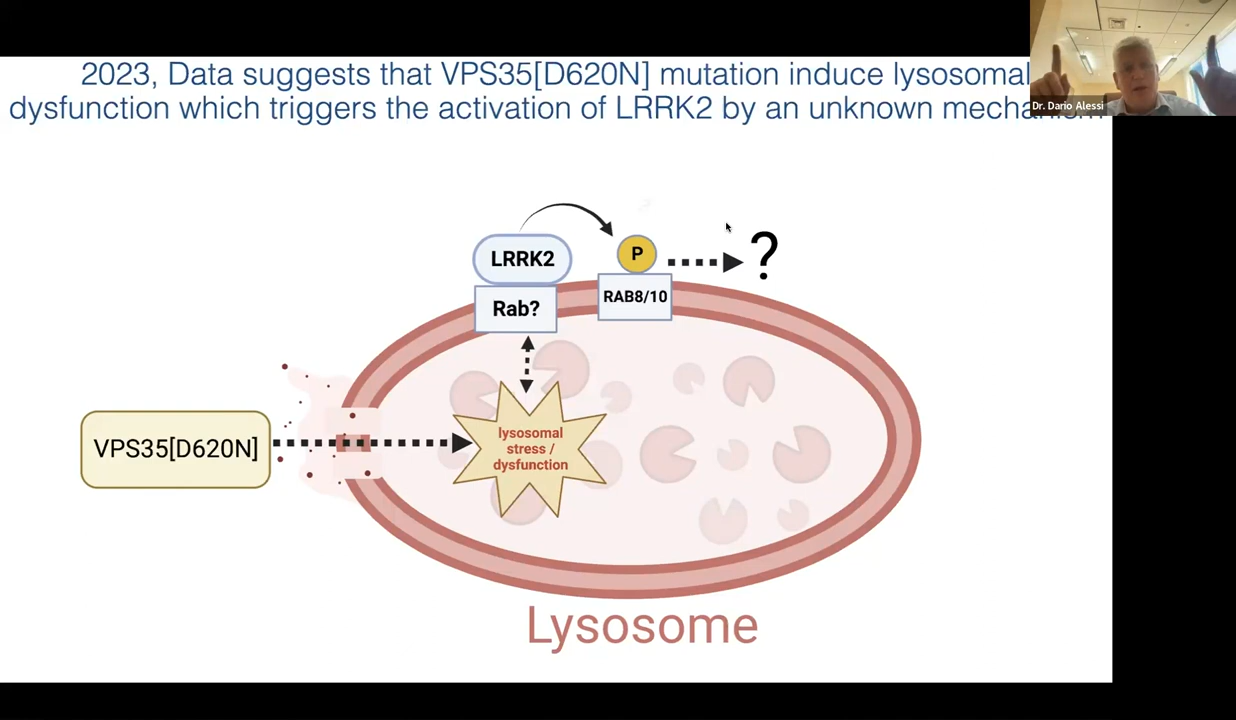 2023, Data suggests that VPS35[D620N] mutation induce lysosomal
dysfunction which triggers the activation of LRRK2 by an unknown
Dr. Dario Alessi
LRRK2
P
?
Rab?
RAB8/10
VPS35[D620N]
lysosomal
stress /
dysfunction
Lysosome